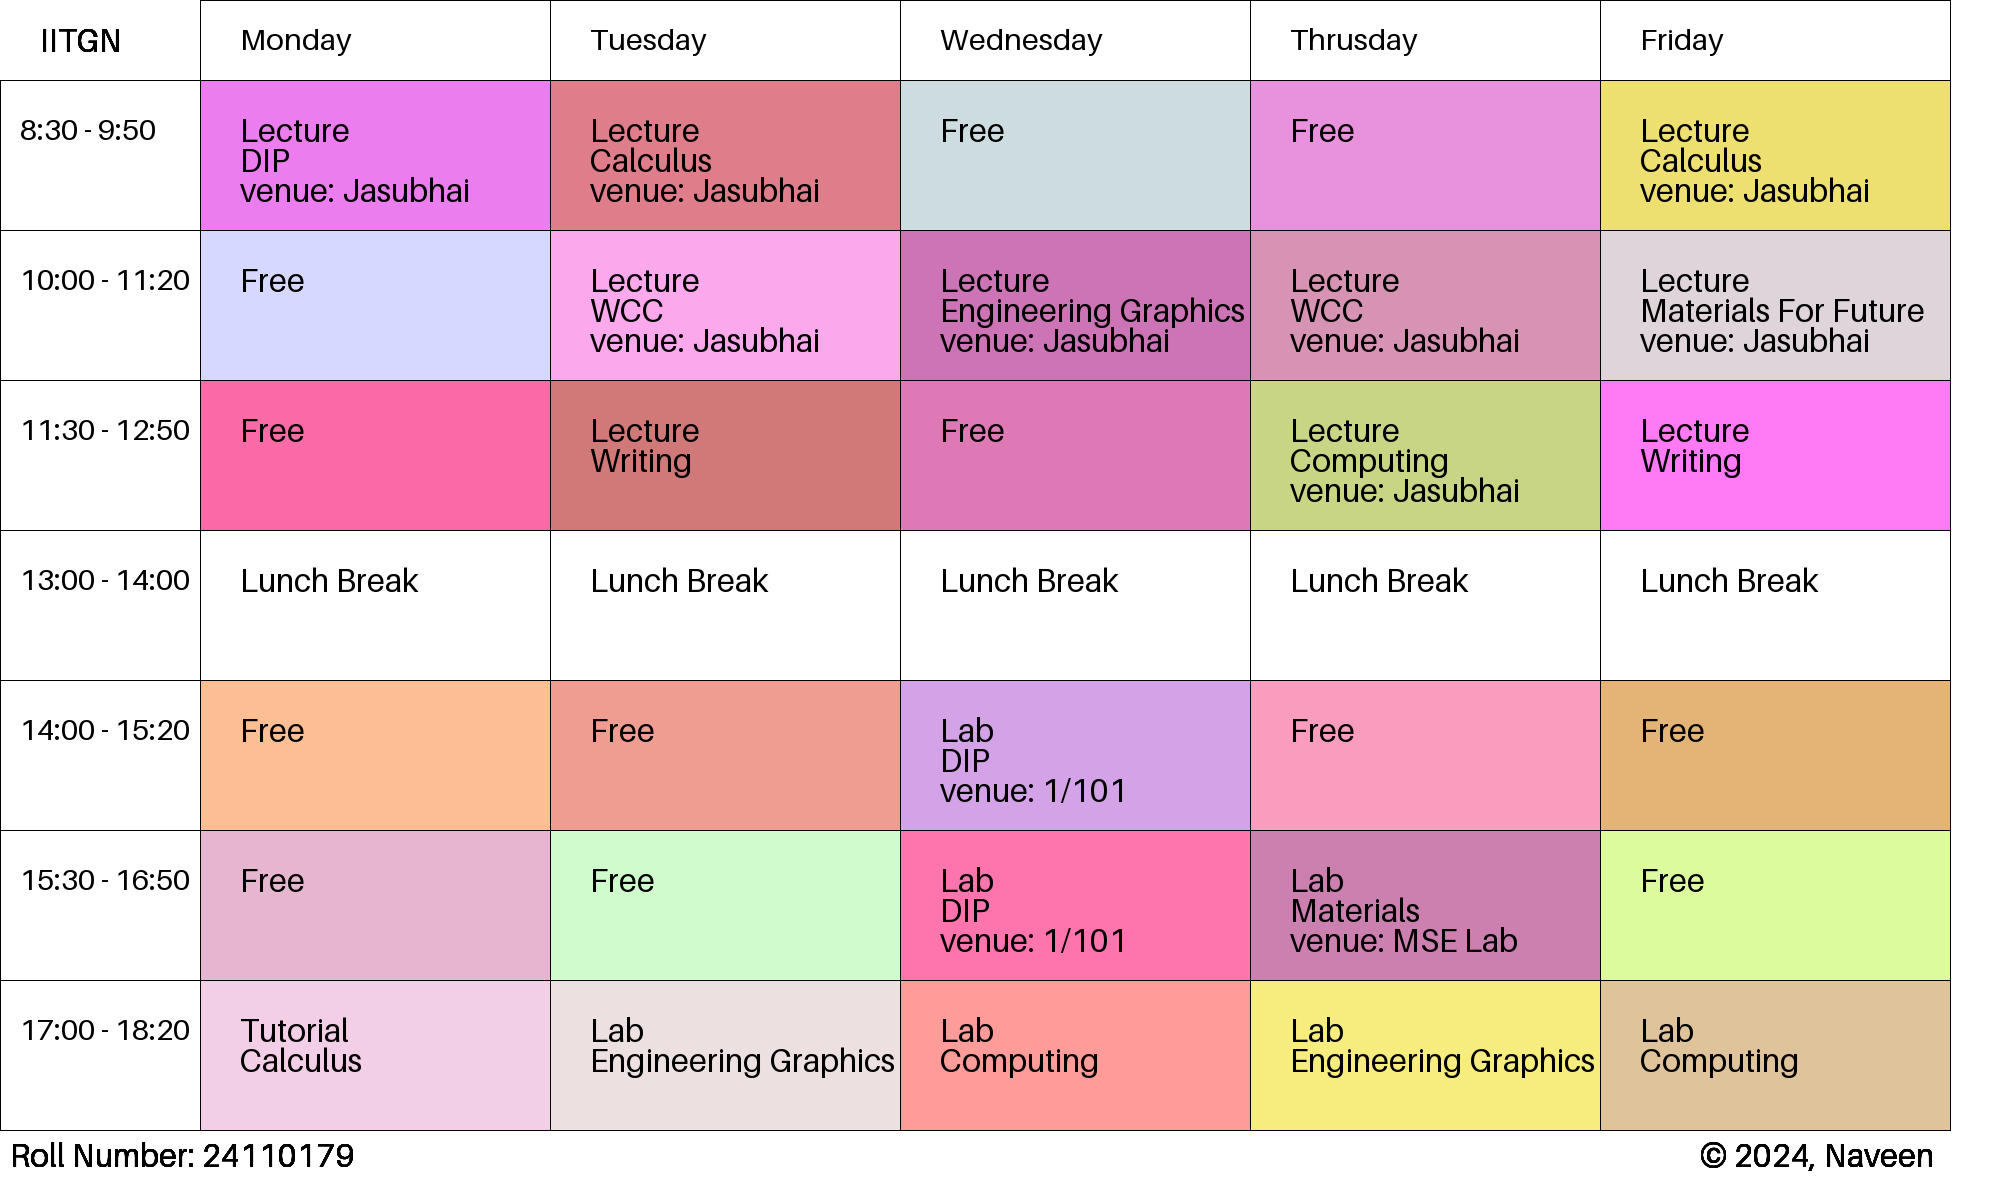 IITGN
Monday
Tuesday
Wednesday
Thrusday
Friday
8:30 - 9:50
Lecture
DIP
venue: Jasubhai
Lecture
Calculus
venue: Jasubhai
Free
Free
Lecture
Calculus
venue: Jasubhai
10:00 - 11:20
Free
Lecture
WCC
venue: Jasubhai
Lecture
Engineering Graphics
venue: Jasubhai
Lecture
WCC
venue: Jasubhai
Lecture
Materials For Future
venue: Jasubhai
11:30 - 12:50
Free
Lecture
Writing
Free
Lecture
Computing
venue: Jasubhai
Lecture
Writing
13:00 - 14:00
Lunch Break
Lunch Break
Lunch Break
Lunch Break
Lunch Break
14:00 - 15:20
Free
Free
Lab
DIP
venue: 1/101
Free
Free
15:30 - 16:50
Free
Free
Lab
DIP
venue: 1/101
Lab
Materials
venue: MSE Lab
Free
17:00 - 18:20
Tutorial
Calculus
Lab
Engineering Graphics
Lab
Computing
Lab
Engineering Graphics
Lab
Computing
Roll Number: 24110179
© 2024, Naveen